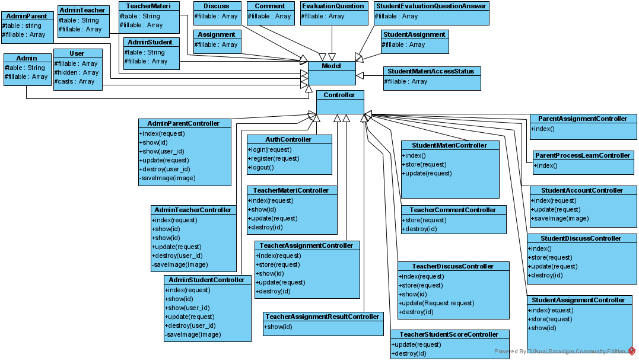 AdminParent
#table : string
#fillable : Array
AdminTeacher
#table : String
#fillable : Array
TeacherMateri
#table : String
#fillable : Array
Discuss
#fillable : Array
Comment
#fillable : Array
EvaluationQuestion
#fillable : Array
StudentEvaluationQuestionAnswer
#fillable : Array
Assignment
#fillable : Array
StudentAssignment
#fillable : Array
AdminStudent
#table : String
#fillable : Array
Admin
#table : String
#fillable : Array
User
#fillable : Array
#hidden : Array
#casts : Array
Model
StudentMateriAccessStatus
#fillable : Array
Controller
AdminParentController
+index(request)
+show(id)
+show(user_id)
+update(request)
+destroy(user_id)
-saveImage(image)
AuthController
+login(request)
+register(request)
+logout()
StudentMateriController
+index()
+store(request)
+update(request)
ParentAssignmentController
+index()
ParentProcessLearnController
+index()
TeacherMateriController
+index(request)
+show(id)
+update(request)
+destroy(id)
StudentAccountController
+index(request)
+update(request)
+saveImage(image)
AdminTeacherController
+index(request)
+show(id)
+show(id)
+update(request)
+destroy(user_id)
-saveImage(image)
TeacherCommentController
+store(request)
+destroy(id)
StudentDiscussController
+index()
+store(request)
+update(request)
+destroy(id)
TeacherAssignmentController
+index(request)
+store(request)
+show(id)
+update(request)
+destroy(id)
TeacherDiscussController
+index(request)
+store(request)
+show(id)
+update(Request request)
+destroy(id)
AdminStudentController
+index(request)
+show(id)
+show(user_id)
+update(request)
+destroy(user_id)
-saveImage(image)
StudentAssignmentController
+index(request)
+store(request)
+show(id)
TeacherAssignmentResultController
+show(id)
TeacherStudentScoreController
+update(request)
+destroy(id)
Powered By Visual Paradigm Community Edition